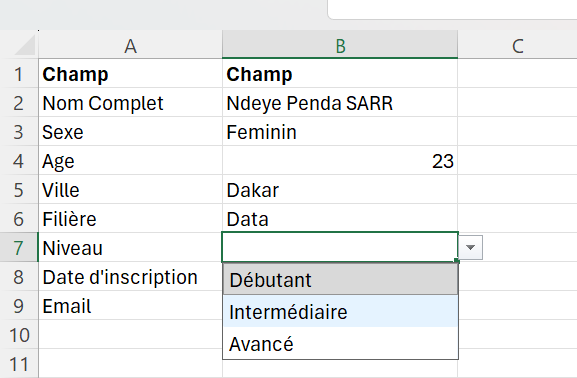 A B C
1 Champ Champ
2 Nom Complet Ndeye Penda SARR
3 Sexe Feminin
4 Age 23
5 Ville Dakar
6 Filière Data
7 Niveau
8 Date d'inscription Débutant
9 Email Intermédiaire
10 Avancé
11